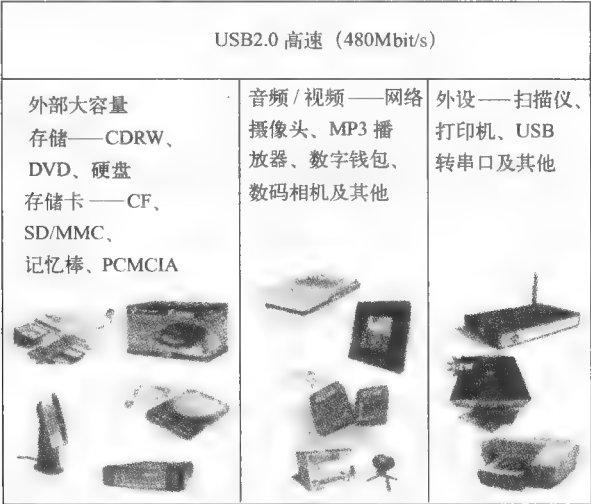 USB2.0 高速（480Mbit/s）
外部大容量
存储——CDRW、
DVD、硬盘
存储卡——CF、
SD/MMC、
记忆棒、PCMCIA
音频 / 视频——网络
摄像头、MP3 播
放器、数字钱包、
数码相机及其他
外设——扫描仪、
打印机、USB
转串口及其他